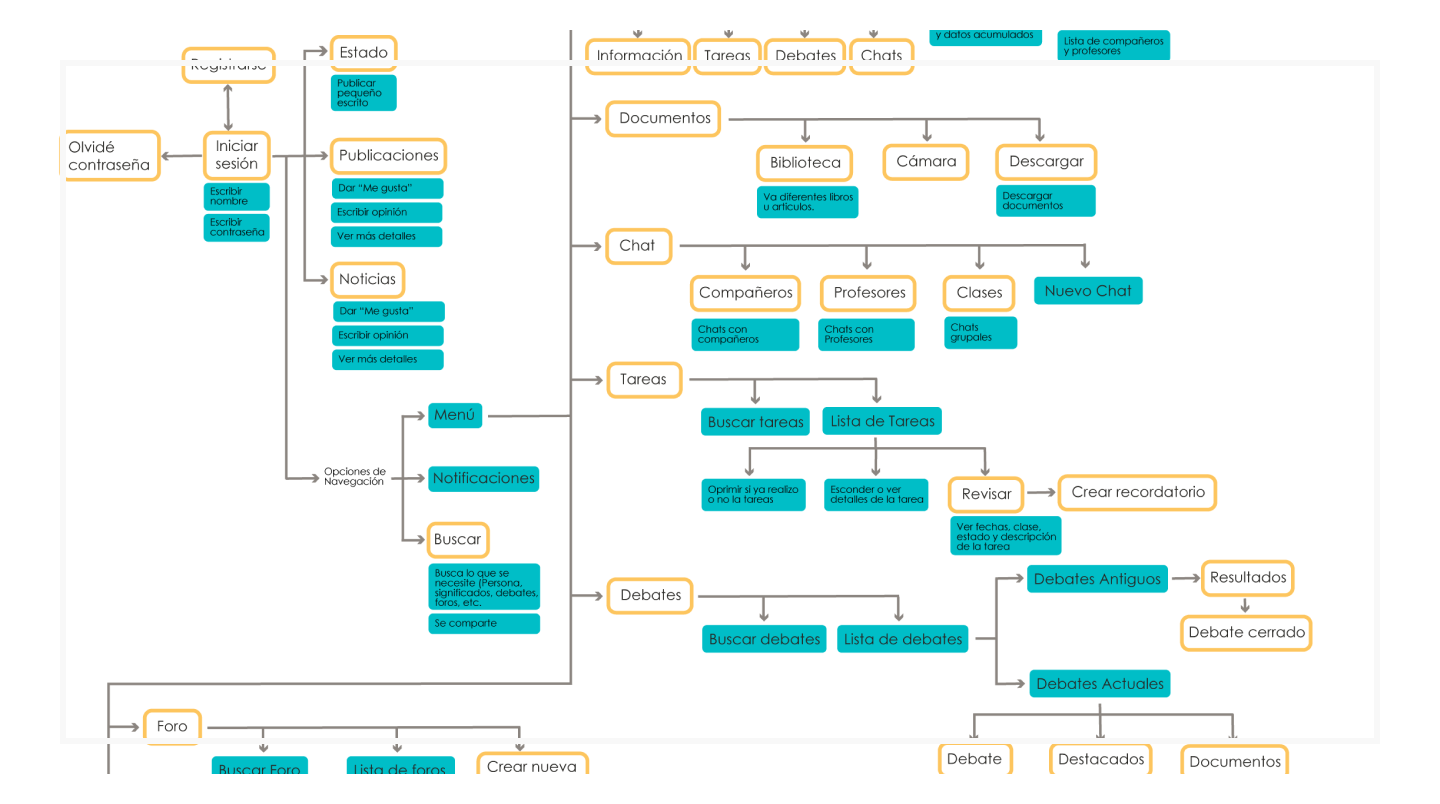 Estado
Publicar
pequeño
escrito
Registrarse
Olvidé
contraseña
Iniciar
sesión
Escribir
nombre
Escribir
contraseña
Publicaciones
Dar “Me gusta”
Escribir opinión
Ver más detalles
Noticias
Dar “Me gusta”
Escribir opinión
Ver más detalles
Opciones de
Navegación
Menú
Notificaciones
Buscar
Busca lo que se
necesite (Persona,
significados, debates,
foros, etc.
Se comparte
Información
Tareas
Debates
Chats
y datos acumulados
Lista de compañeros
y profesores
Documentos
Biblioteca
Va diferentes libros
u artículos.
Cámara
Descargar
Descargar
documentos
Chat
Compañeros
Chats con
compañeros
Profesores
Chats con
Profesores
Clases
Chats
grupales
Nuevo Chat
Tareas
Buscar tareas
Lista de Tareas
Oprimir si ya realizo
o no la tareas
Esconder o ver
detalles de la tarea
Revisar
Ver fechas, clase,
estado y descripción
de la tarea
Crear recordatorio
Debates
Buscar debates
Lista de debates
Debates Antiguos
Resultados
Debate cerrado
Debates Actuales
Debate
Destacados
Documentos
Foro
Buscar Foro
Lista de foros
Crear nueva